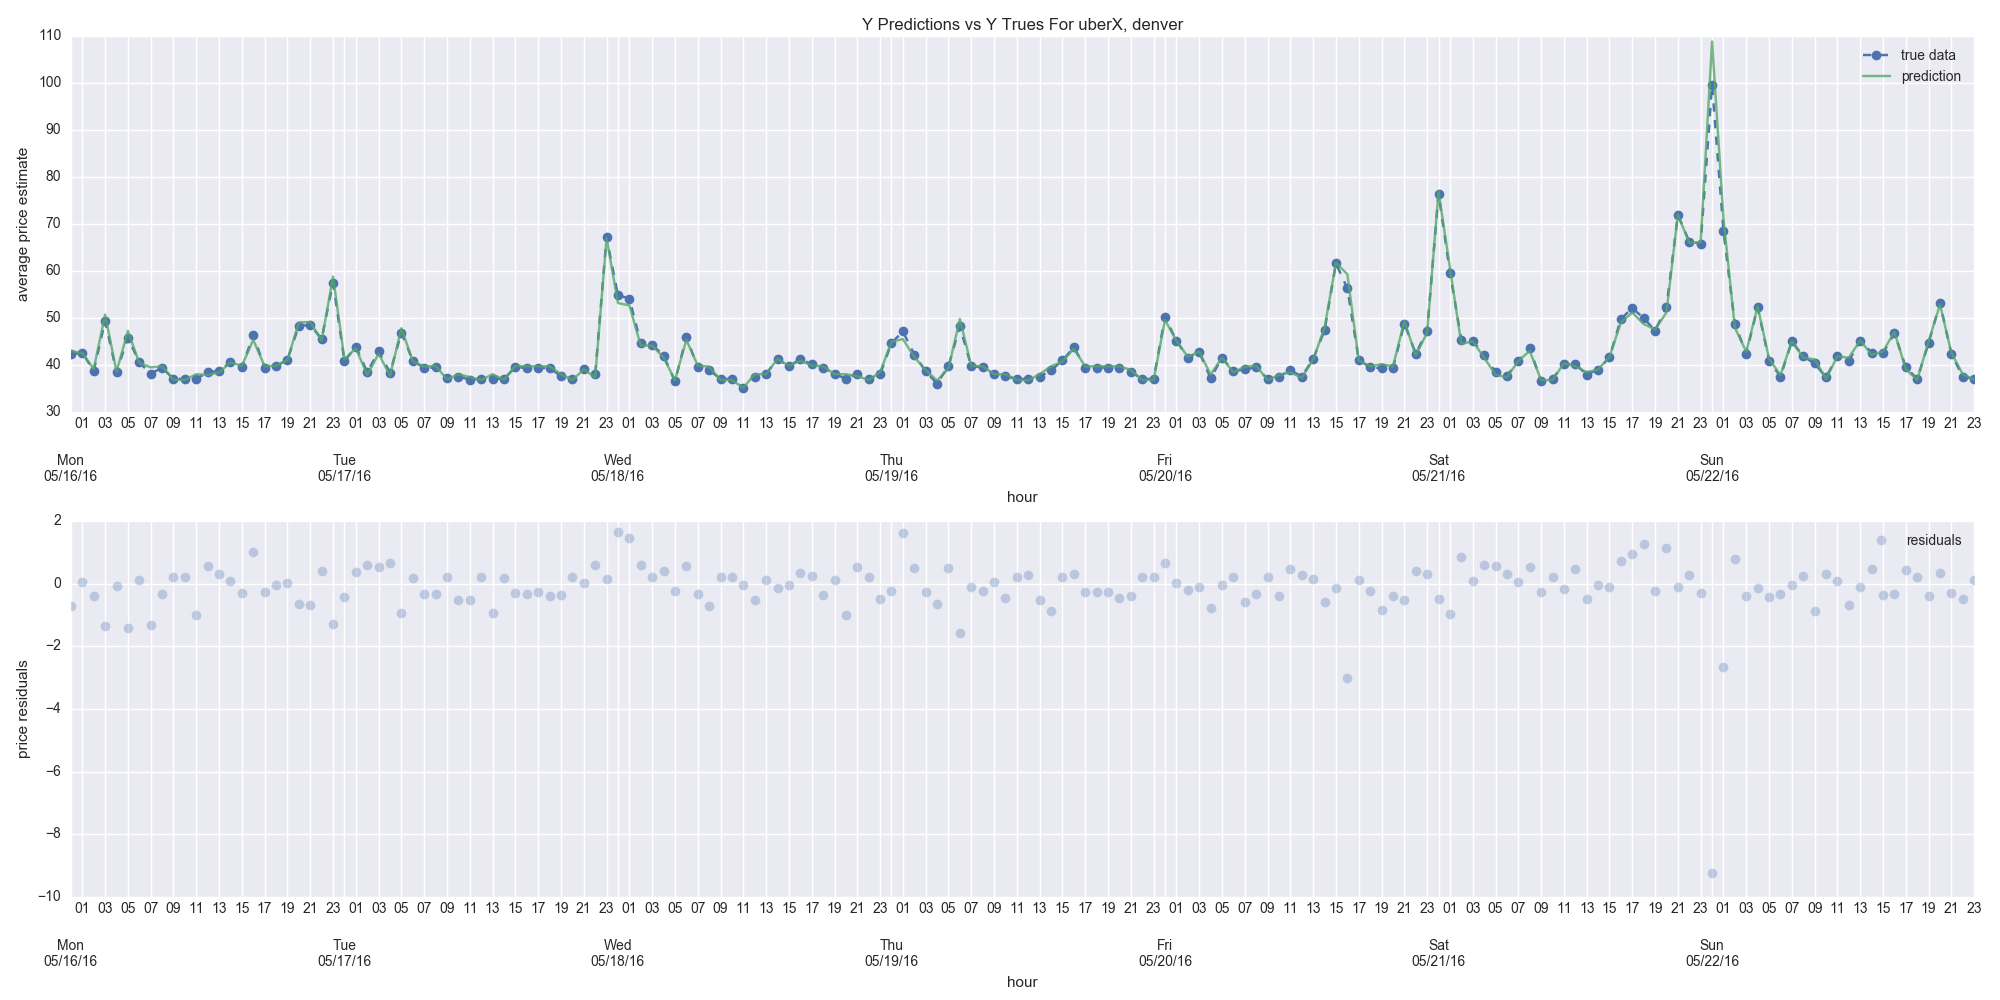 Y Predictions vs Y Trues For uberX, denver
110
100
90
80
70
60
50
40
30
average price estimate
true data
prediction
01 03 05 07 09 11 13 15 17 19 21 23 01 03 05 07 09 11 13 15 17 19 21 23 01 03 05 07 09 11 13 15 17 19 21 23 01 03 05 07 09 11 13 15 17 19 21 23 01 03 05 07 09 11 13 15 17 19 21 23 01 03 05 07 09 11 13 15 17 19 21 23 01 03 05 07 09 11 13 15 17 19 21 23
Mon Tue Wed Thu Fri Sat Sun
05/16/16 05/17/16 05/18/16 05/19/16 05/20/16 05/21/16 05/22/16
hour
2
0
−2
−4
−6
−8
−10
price residuals
residuals
01 03 05 07 09 11 13 15 17 19 21 23 01 03 05 07 09 11 13 15 17 19 21 23 01 03 05 07 09 11 13 15 17 19 21 23 01 03 05 07 09 11 13 15 17 19 21 23 01 03 05 07 09 11 13 15 17 19 21 23 01 03 05 07 09 11 13 15 17 19 21 23 01 03 05 07 09 11 13 15 17 19 21 23
Mon Tue Wed Thu Fri Sat Sun
05/16/16 05/17/16 05/18/16 05/19/16 05/20/16 05/21/16 05/22/16
hour